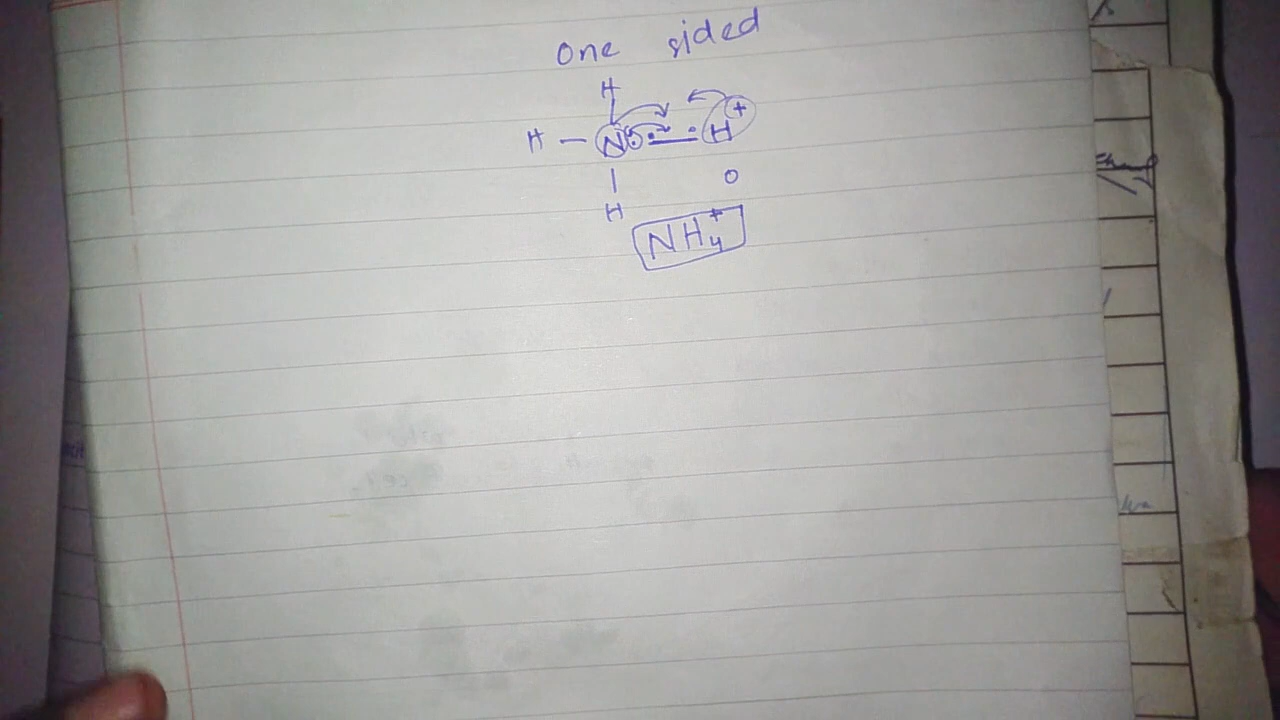 One sided
H
H — N — H +
H
O
NH4+